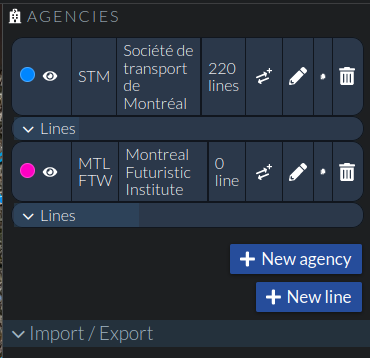 AGENCIES
STM
Société de
transport
de
Montréal
220
lines
Lines
MTL
FTW
Montreal
Futuristic
Institute
0
line
Lines
New agency
New line
Import / Export